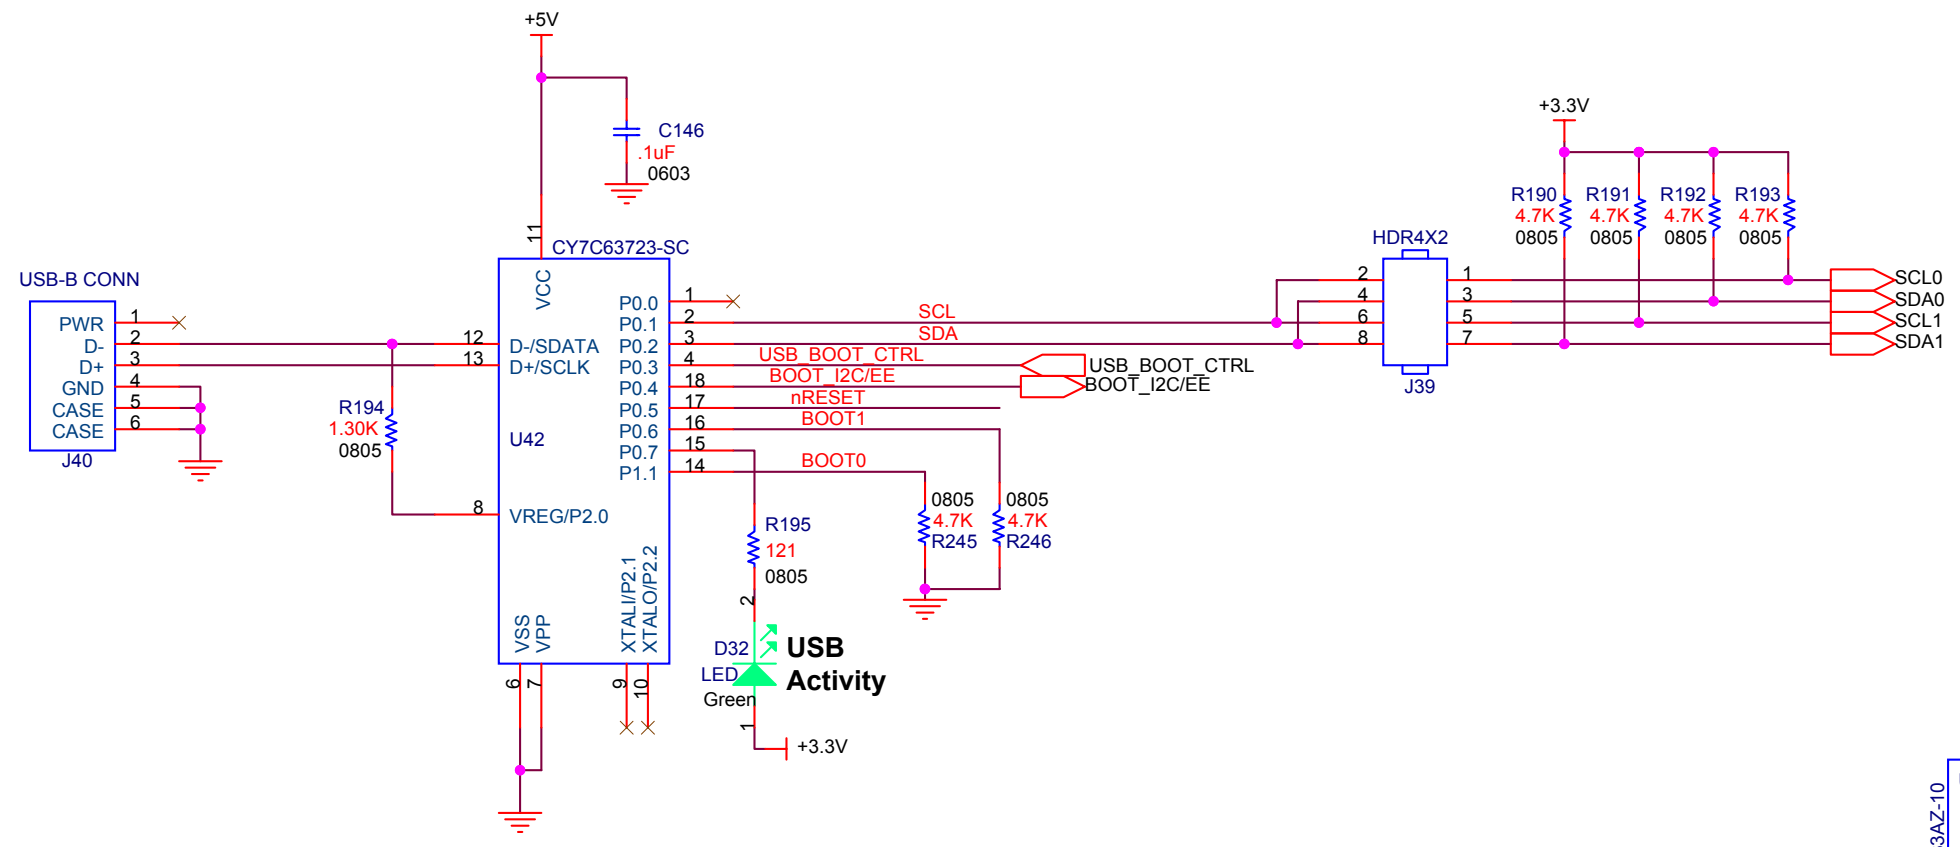 +5V
C146
.1uF
0603
+3.3V
R190
4.7K
0805
R191
4.7K
0805
R192
4.7K
0805
R193
4.7K
0805
11
CY7C63723-SC
VCC
HDR4X2
USB-B CONN
PWR 1
D- 2
D+ 3
GND 4
CASE 5
CASE 6
J40
12 D-/SDATA
13 D+/SCLK
R194
1.30K
0805
U42
8 VREG/P2.0
P0.0 1
P0.1 2 SCL
P0.2 3 SDA
P0.3 4 USB_BOOT_CTRL
USB_BOOT_CTRL
P0.4 18 BOOT_I2C/EE
BOOT_I2C/EE
P0.5 17 nRESET
P0.6 16 BOOT1
P0.7 15
P1.1 14 BOOT0
2 1 SCL0
4 3 SDA0
6 5 SCL1
8 7 SDA1
J39
0805
4.7K
R245
0805
4.7K
R246
R195
121
0805
VSS
VPP
XTALI/P2.1
XTALO/P2.2
6
7
9
10
2
D32
LED
Green
USB
Activity
1
+3.3V
3AZ-10